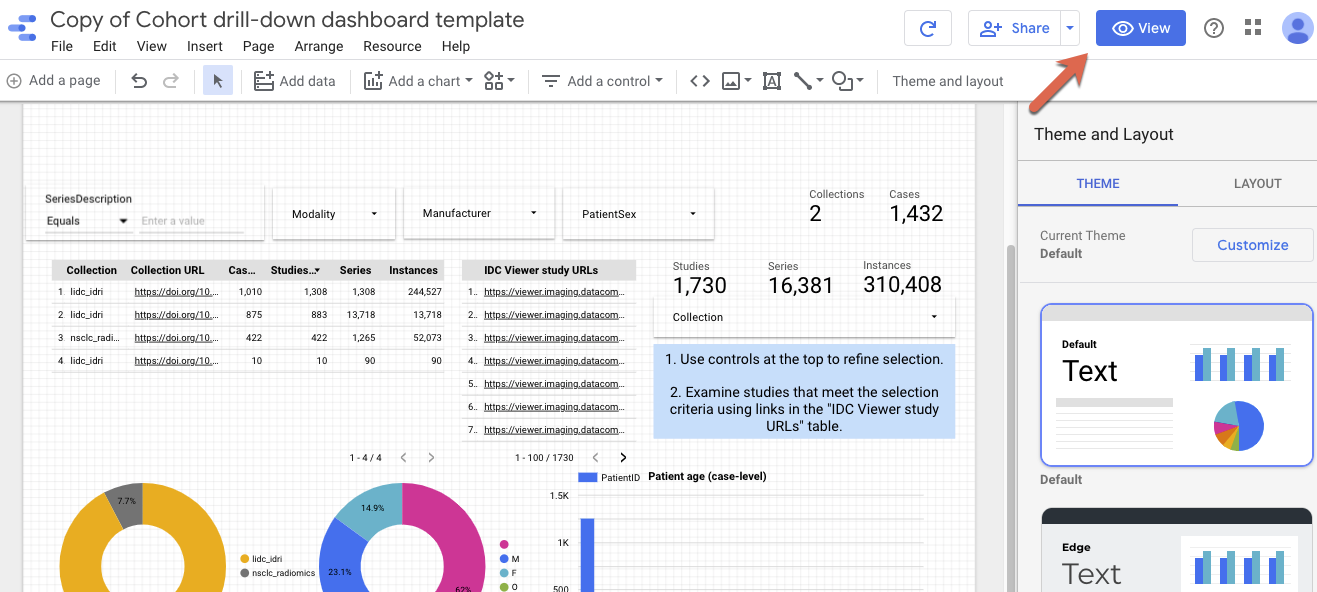 Copy of Cohort drill-down dashboard template
File Edit View Insert Page Arrange Resource Help
Share
View
Add a page
Add data
Add a chart
Add a control
Theme and layout
SeriesDescription
Equals
Enter a value
Modality
Manufacturer
PatientSex
Collections
2
Cases
1,432
Collection Collection URL Cas... Studies... Series Instances
1. lidc_idri https://doi.org/10.... 1,010 1,308 1,308 244,527
2. lidc_idri https://doi.org/10.... 875 883 13,718 13,718
3. nsclc_radi... https://doi.org/10.... 422 422 1,265 52,073
4. lidc_idri https://doi.org/10.... 10 10 90 90
1 - 4 / 4
IDC Viewer study URLs
1.. https://viewer.imaging.datacom...
2.. https://viewer.imaging.datacom...
3.. https://viewer.imaging.datacom...
4.. https://viewer.imaging.datacom...
5.. https://viewer.imaging.datacom...
6.. https://viewer.imaging.datacom...
7.. https://viewer.imaging.datacom...
1 - 100 / 1730
Studies
1,730
Series
16,381
Instances
310,408
Collection
1. Use controls at the top to refine selection.
2. Examine studies that meet the selection
criteria using links in the "IDC Viewer study
URLs" table.
7.7%
lidc_idri
nsclc_radiomics
14.9%
23.1%
62%
M
F
O
PatientID
Patient age (case-level)
1.5K
1K
500
Theme and Layout
THEME
LAYOUT
Current Theme
Default
Customize
Default
Text
Default
Edge
Text